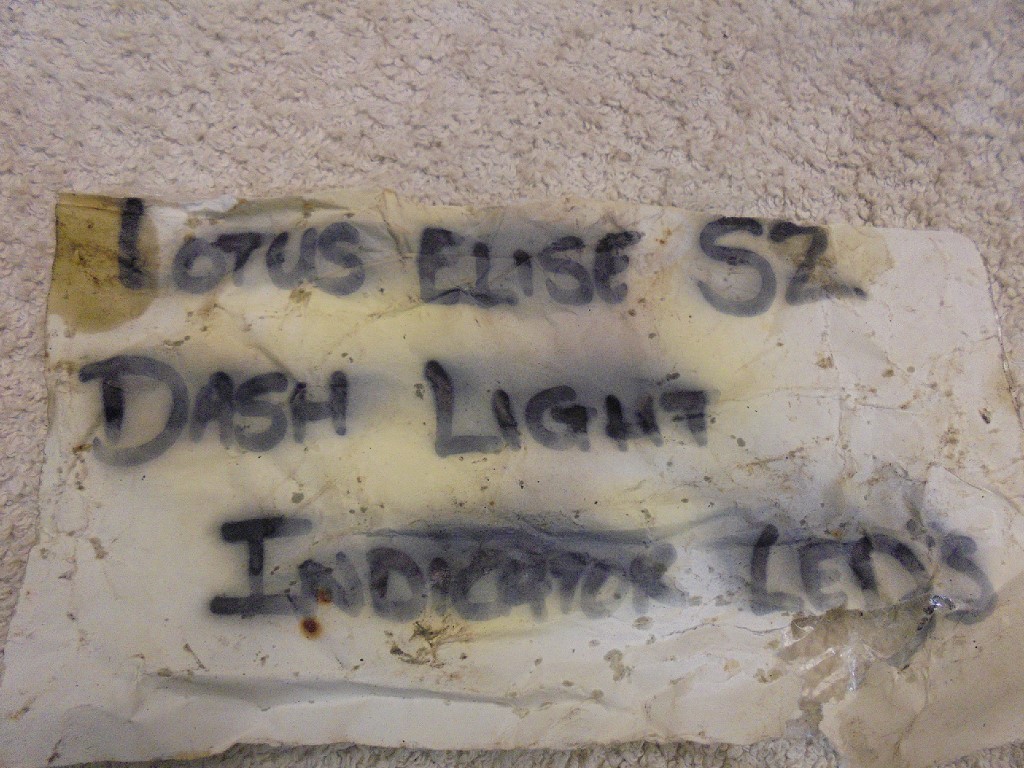 LOTUS ELISE S2
DASH LIGHT
INDICATOR LED'S